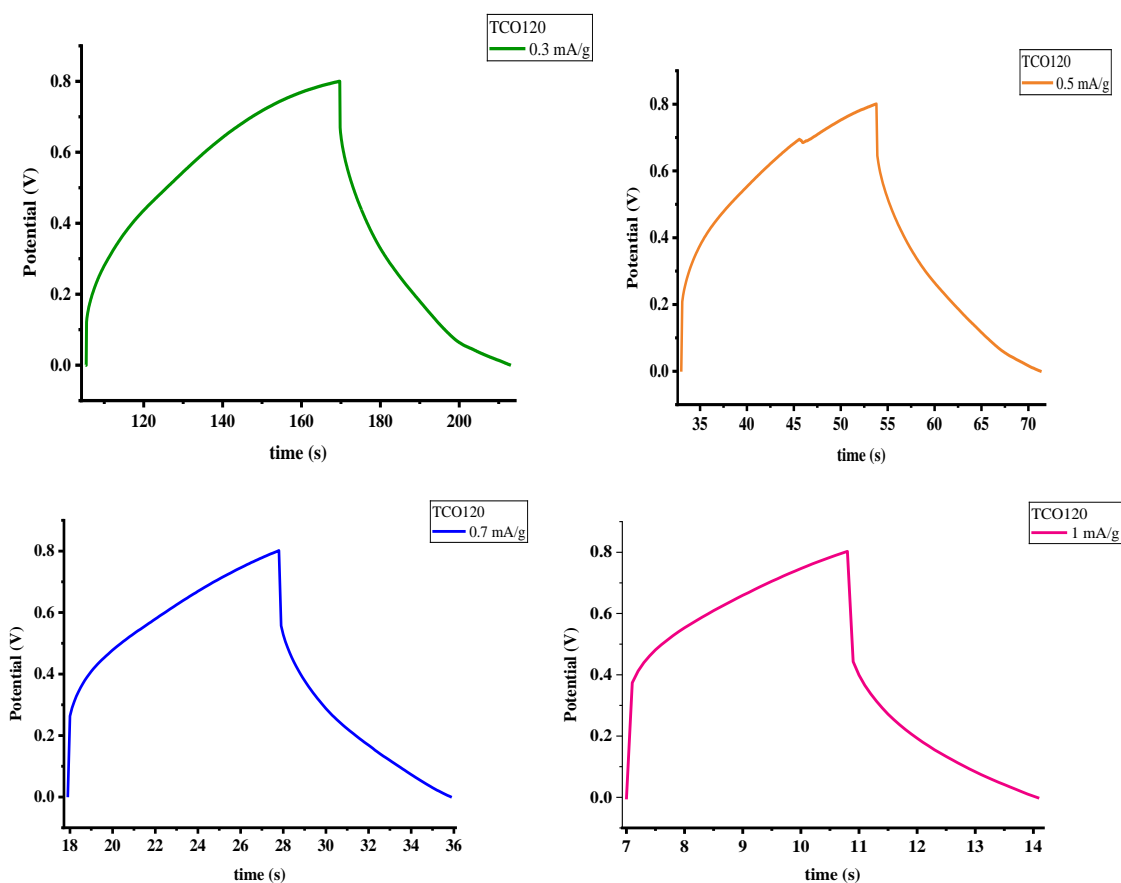 TCO120
0.3 mA/g
0.8
0.6
0.4
0.2
0.0
Potential (V)
120 140 160 180 200
time (s)
TCO120
0.5 mA/g
0.8
0.6
0.4
0.2
0.0
Potential (V)
35 40 45 50 55 60 65 70
time (s)
TCO120
0.7 mA/g
0.8
0.6
0.4
0.2
0.0
Potential (V)
18 20 22 24 26 28 30 32 34 36
time (s)
TCO120
1 mA/g
0.8
0.6
0.4
0.2
0.0
Potential (V)
7 8 9 10 11 12 13 14
time (s)